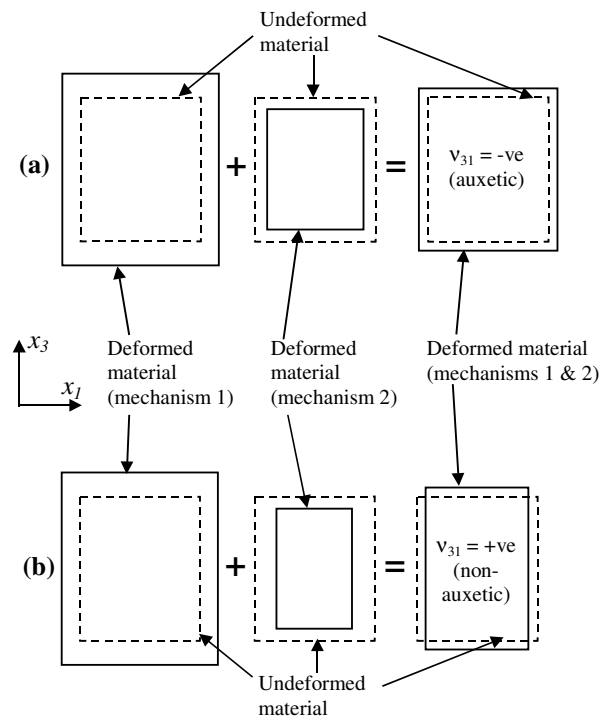 Undeformed
material
(a)
+
=
ν31 = -ve
(auxetic)
x3
x1
Deformed
material
(mechanism 1)
Deformed
material
(mechanism 2)
Deformed material
(mechanisms 1 & 2)
(b)
+
=
ν31 = +ve
(non-
auxetic)
Undeformed
material